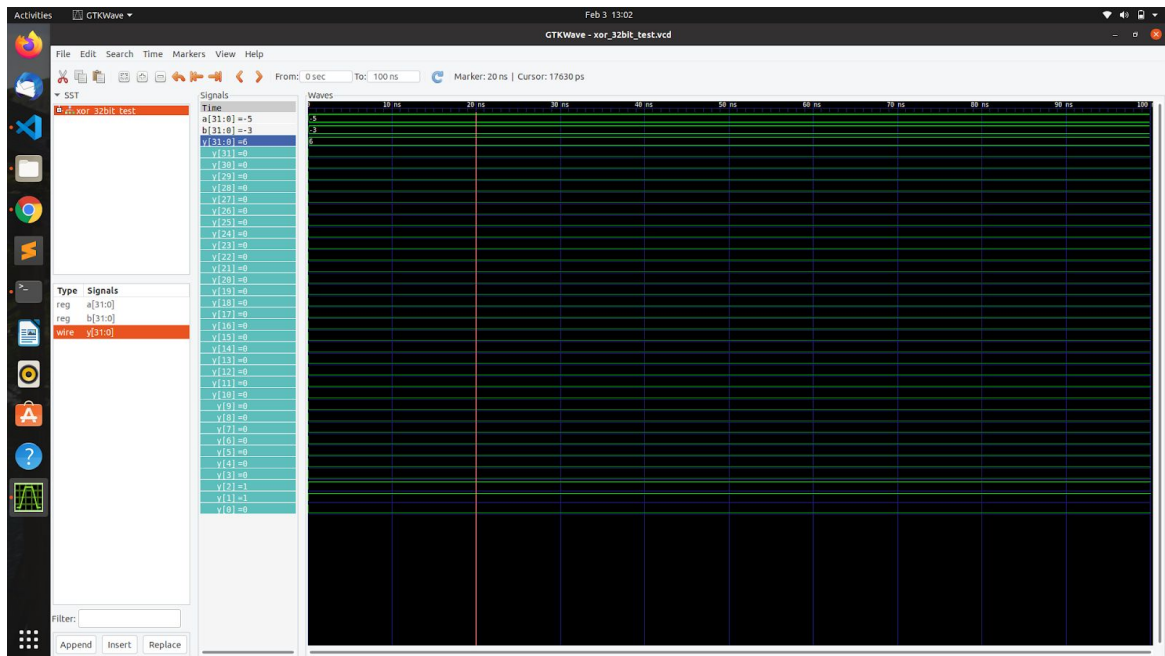 Activities GTKWave Feb 3 13:02
GTKWave - xor_32bit_test.vcd
File Edit Search Time Markers View Help
From: 0 sec To: 100 ns Marker: 20 ns | Cursor: 17630 ps
SST
xor_32bit_test
Type Signals
reg a[31:0]
reg b[31:0]
wire y[31:0]
Filter:
Append Insert Replace
Signals
Time
a[31:0] =-5
b[31:0] =-3
y[31:0] =6
y[31] =0
y[30] =0
y[29] =0
y[28] =0
y[27] =0
y[26] =0
y[25] =0
y[24] =0
y[23] =0
y[22] =0
y[21] =0
y[20] =0
y[19] =0
y[18] =0
y[17] =0
y[16] =0
y[15] =0
y[14] =0
y[13] =0
y[12] =0
y[11] =0
y[10] =0
y[9] =0
y[8] =0
y[7] =0
y[6] =0
y[5] =0
y[4] =0
y[3] =0
y[2] =1
y[1] =1
y[0] =0
Waves
10 ns 20 ns 30 ns 40 ns 50 ns 60 ns 70 ns 80 ns 90 ns 100
-5
-3
6